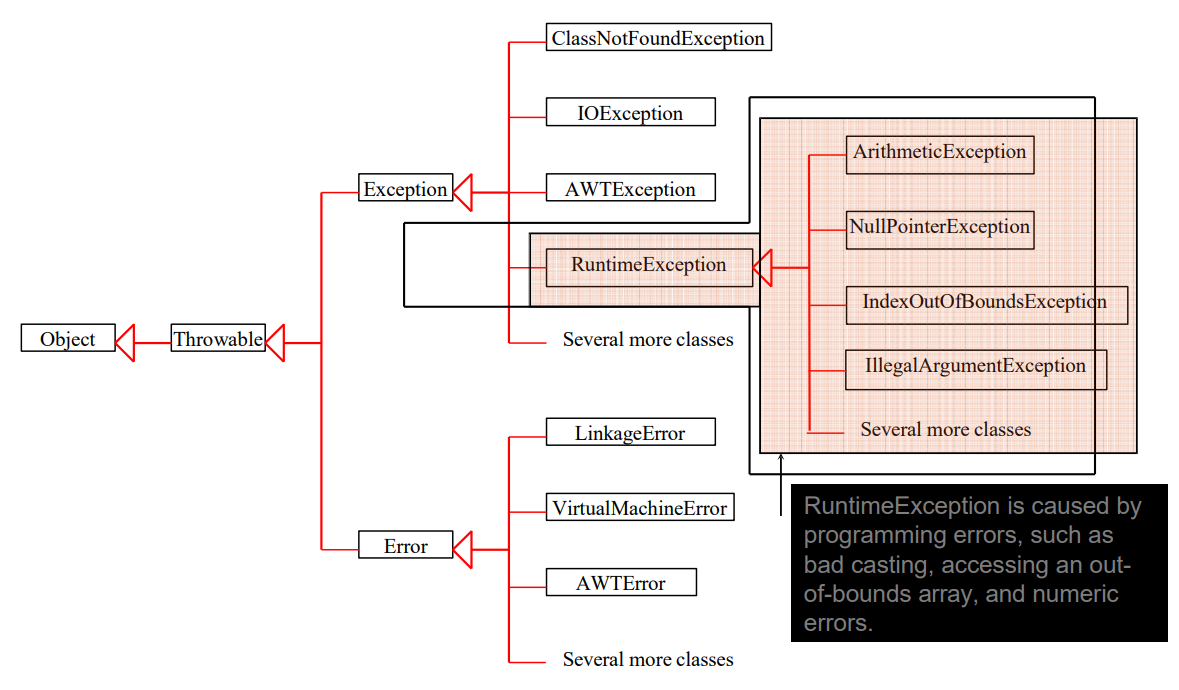 ClassNotFoundException
IOException
AWTException
Exception
RuntimeException
Several more classes
ArithmeticException
NullPointerException
IndexOutOfBoundsException
IllegalArgumentException
Several more classes
Object
Throwable
LinkageError
VirtualMachineError
Error
AWTError
Several more classes
RuntimeException is caused by
programming errors, such as
bad casting, accessing an out-
of-bounds array, and numeric
errors.